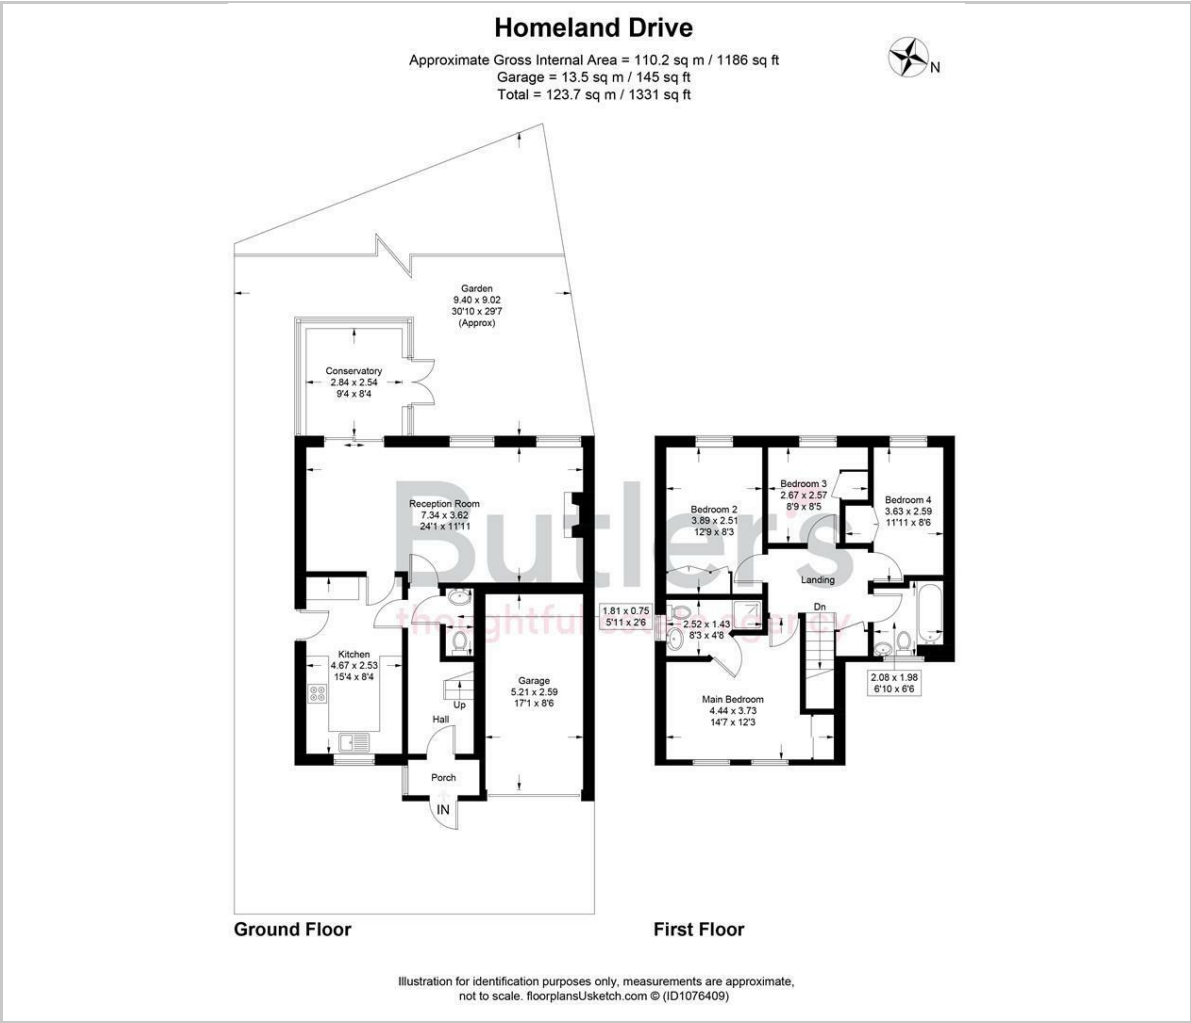 Homeland Drive
Approximate Gross Internal Area = 110.2 sq m / 1186 sq ft
Garage = 13.5 sq m / 145 sq ft
Total = 123.7 sq m / 1331 sq ft
N
Garden
9.40 x 9.02
30'10 x 29'7
(Approx)
Conservatory
2.84 x 2.54
9'4 x 8'4
Reception Room
7.34 x 3.62
24'1 x 11'11
Kitchen
4.67 x 2.53
15'4 x 8'4
Up
Hall
Porch
IN
Garage
5.21 x 2.59
17'1 x 8'6
1.81 x 0.75
5'11 x 2'6
Bedroom 2
3.89 x 2.51
12'9 x 8'3
Bedroom 3
2.67 x 2.57
8'9 x 8'5
Bedroom 4
3.63 x 2.59
11'11 x 8'6
Landing
Dn
2.52 x 1.43
8'3 x 4'8
Main Bedroom
4.44 x 3.73
14'7 x 12'3
2.08 x 1.98
6'10 x 6'6
Butler's
thoughtful estate agency
Ground Floor
First Floor
Illustration for identification purposes only, measurements are approximate,
not to scale. floorplansUsketch.com © (ID1076409)